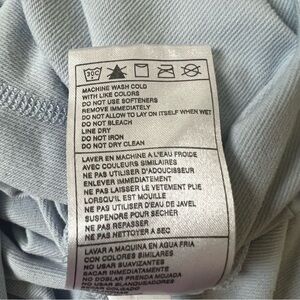 30C
MACHINE WASH COLD
WITH LIKE COLORS
DO NOT USE SOFTENERS
REMOVE IMMEDIATELY
DO NOT ALLOW TO LAY ON ITSELF WHEN WET
DO NOT BLEACH
LINE DRY
DO NOT IRON
DO NOT DRY CLEAN
LAVER EN MACHINE A L'EAU FROIDE
AVEC COULEURS SIMILAIRES
NE PAS UTILISER D'ADOUCISSEUR
ENLEVER IMMEDIATEMENT
NE PAS LAISSER LE VETEMENT PLIE
LORSQU'IL EST MOUILLE
NE PAS UTILISER D'EAU DE JAVEL
SUSPENDRE POUR SECHER
NE PAS REPASSER
NE PAS NETTOYER A SEC
LAVAR A MAQUINA EN AGUA FRIA
CON COLORES SIMILARES
NO USAR SUAVIZANTES
SACAR INMEDIATAMENTE
NO DOBLAR PRENDA MOJADA
NO USAR BLANQUEADORES